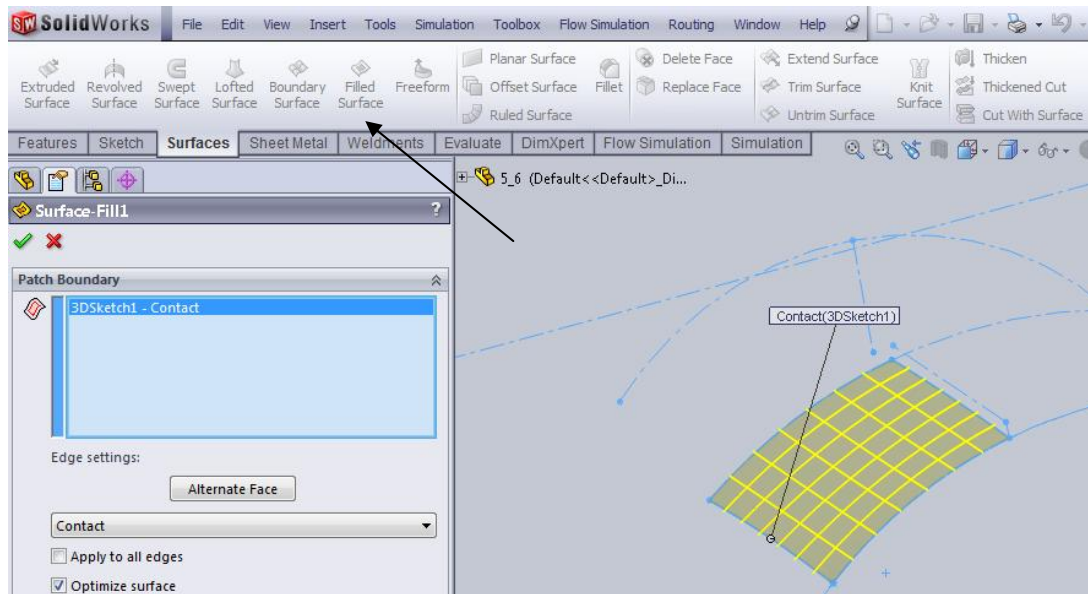 SolidWorks File Edit View Insert Tools Simulation Toolbox Flow Simulation Routing Window Help
Extruded Surface
Revolved Surface
Swept Surface
Lofted Surface
Boundary Surface
Filled Surface
Freeform
Planar Surface
Offset Surface
Ruled Surface
Fillet
Delete Face
Replace Face
Extend Surface
Trim Surface
Untrim Surface
Knit Surface
Thicken
Thickened Cut
Cut With Surface
Features Sketch Surfaces Sheet Metal Weldments Evaluate DimXpert Flow Simulation Simulation
5_6 (Default<<Default>_Di...
Surface-Fill1 ?
Patch Boundary
3DSketch1 - Contact
Edge settings:
Alternate Face
Contact
Apply to all edges
Optimize surface
Contact(3DSketch1)